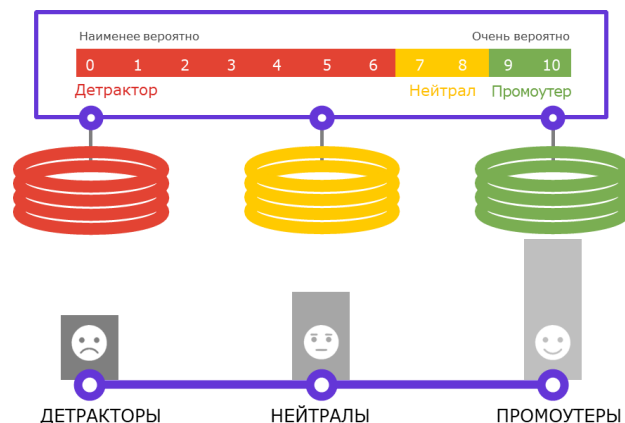 Наименее вероятно Очень вероятно
0 1 2 3 4 5 6 7 8 9 10
Детрактор Нейтрал Промоутер
ДЕТРАКТОРЫ НЕЙТРАЛЫ ПРОМОУТЕРЫ